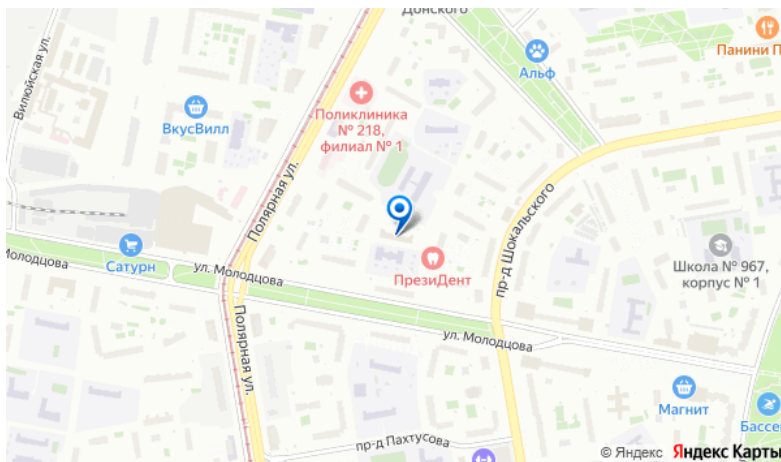 Донского
Панини П
Альф
Вилюйская ул.
Поликлиника
№ 218,
филиал № 1
ВкусВилл
Полярная ул.
пр-д Шокальского
Молодцова
Сатурн
ул. Молодцова
ПрезиДент
Школа № 967,
корпус № 1
Полярная ул.
ул. Молодцова
Магнит
Бассе
пр-д Пахтусова
© Яндекс Яндекс Карты